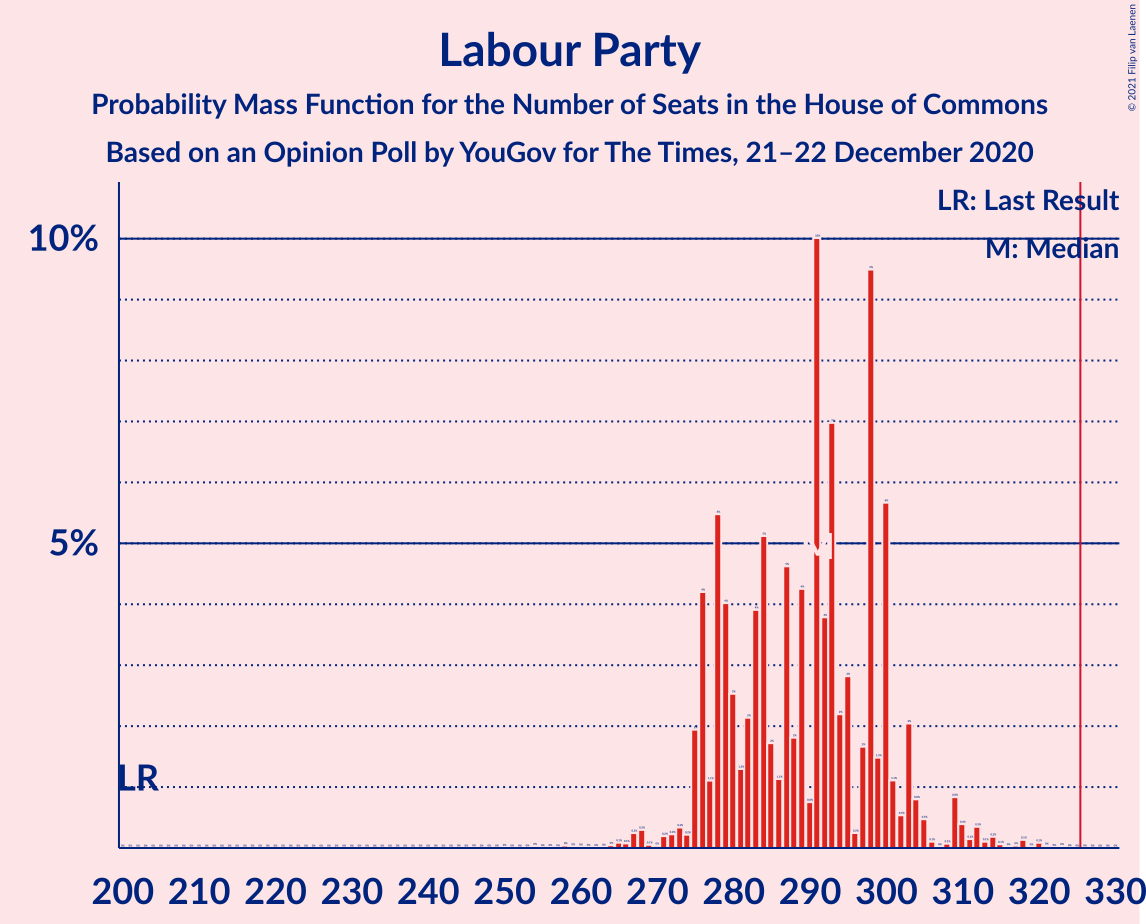 Labour Party
Probability Mass Function for the Number of Seats in the House of Commons
Based on an Opinion Poll by YouGov for The Times, 21–22 December 2020
© 2021 Filip van Laenen
LR: Last Result
M: Median
10%
5%
M
LR
200 210 220 230 240 250 260 270 280 290 300 310 320 330